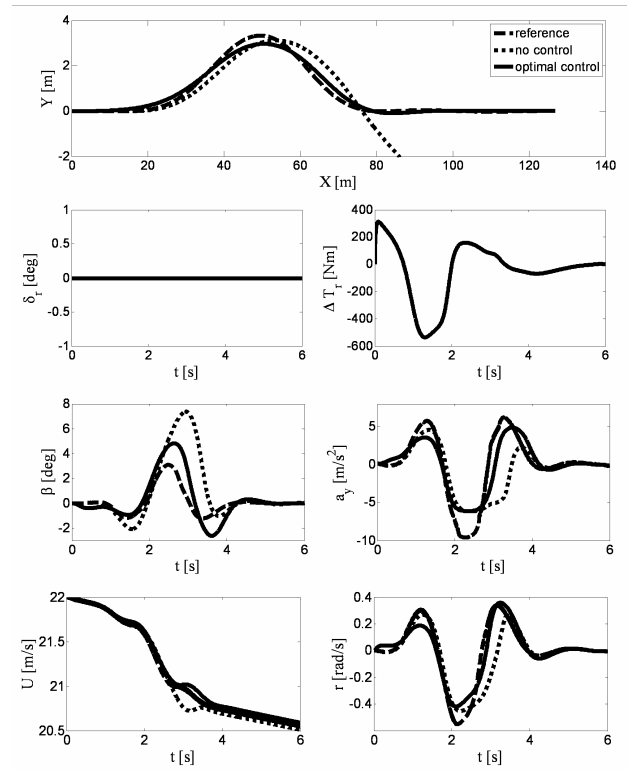 4
2
0
-2
Y [m]
reference
no control
optimal control
0 20 40 60 80 100 120 140
X [m]
1
0.5
0
-0.5
-1
δr [deg]
0 2 4 6
t [s]
400
200
0
-200
-400
-600
Δ Tr [Nm]
0 2 4 6
t [s]
8
6
4
2
0
-2
β [deg]
0 2 4 6
t [s]
5
0
-5
-10
ay [m/s²]
0 2 4 6
t [s]
22
21.5
21
20.5
U [m/s]
0 2 4 6
t [s]
0.4
0.2
0
-0.2
-0.4
r [rad/s]
0 2 4 6
t [s]